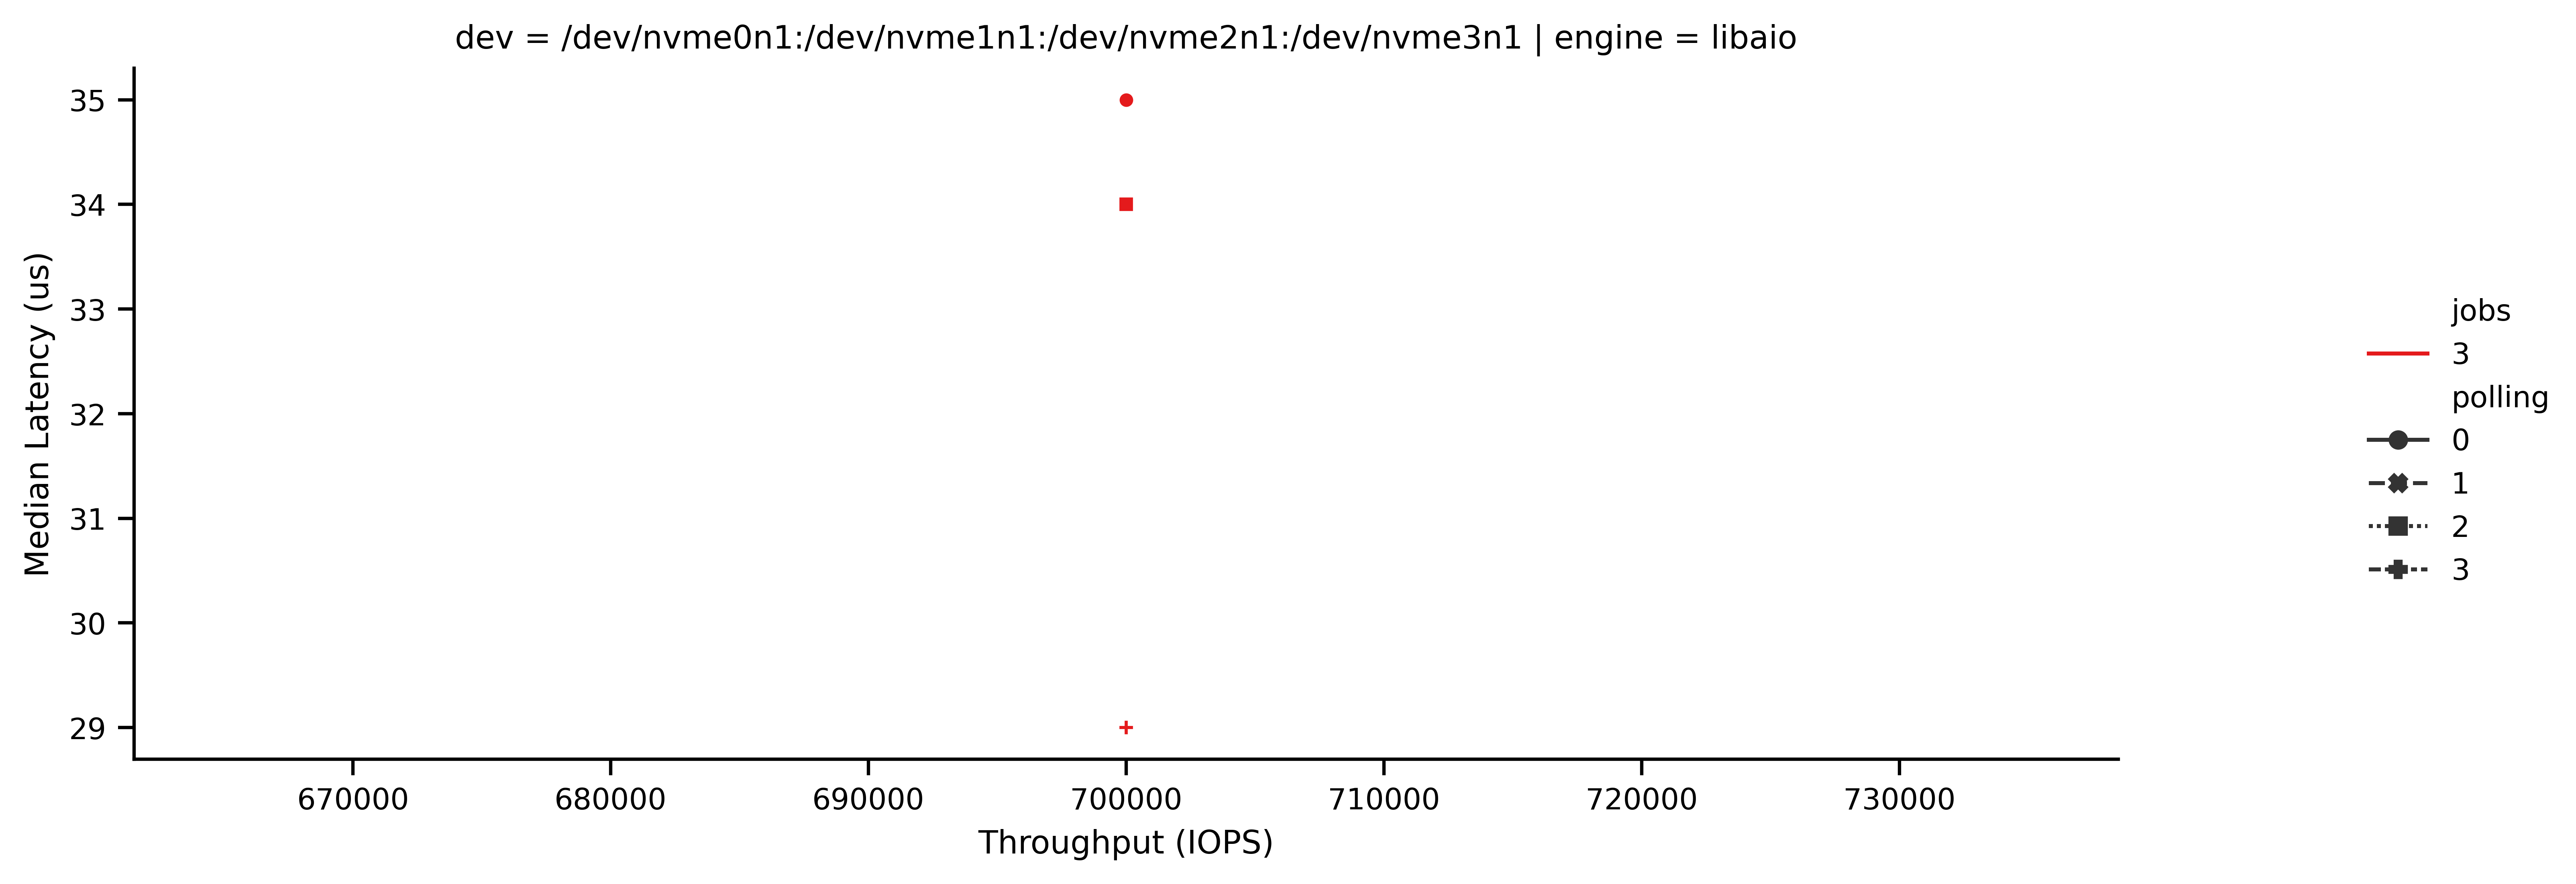 dev = /dev/nvme0n1:/dev/nvme1n1:/dev/nvme2n1:/dev/nvme3n1 | engine = libaio
35
34
33
32
31
30
29
Median Latency (us)
670000 680000 690000 700000 710000 720000 730000
Throughput (IOPS)
jobs
3
polling
0
1
2
3